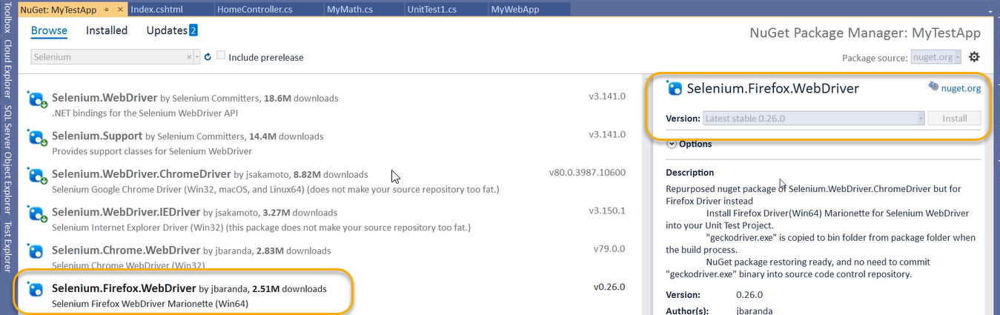 NuGet: MyTestApp
Index.cshtml
HomeController.cs
MyMath.cs
UnitTest1.cs
MyWebApp
Toolbox
Cloud Explorer
SQL Server Object Explorer
Test Explorer
Browse
Installed
Updates 2
NuGet Package Manager: MyTestApp
Selenium
Include prerelease
Package source: nuget.org
Selenium.WebDriver by Selenium Committers, 18.6M downloads
v3.141.0
.NET bindings for the Selenium WebDriver API
Selenium.Support by Selenium Committers, 14.4M downloads
v3.141.0
Provides support classes for Selenium WebDriver
Selenium.WebDriver.ChromeDriver by jsakamoto, 8.82M downloads
v80.0.3987.10600
Selenium Google Chrome Driver (Win32, macOS, and Linux64) (does not make your source repository too fat.)
Selenium.WebDriver.IEDriver by jsakamoto, 3.27M downloads
v3.150.1
Selenium Internet Explorer Driver (Win32) (this package does not make your source repository too fat.)
Selenium.Chrome.WebDriver by jbaranda, 2.83M downloads
v79.0.0
Selenium Chrome WebDriver (Win32)
Selenium.Firefox.WebDriver by jbaranda, 2.51M downloads
v0.26.0
Selenium Firefox WebDriver Marionette (Win64)
Selenium.Firefox.WebDriver
nuget.org
Version: Latest stable 0.26.0
Install
Options
Description
Repurposed nuget package of Selenium.WebDriver.ChromeDriver but for
Firefox Driver instead
Install Firefox Driver(Win64) Marionette for Selenium WebDriver
into your Unit Test Project.
"geckodriver.exe" is copied to bin folder from package folder when
the build process.
NuGet package restoring ready, and no need to commit
"geckodriver.exe" binary into source code control repository.
Version: 0.26.0
Author(s): jbaranda